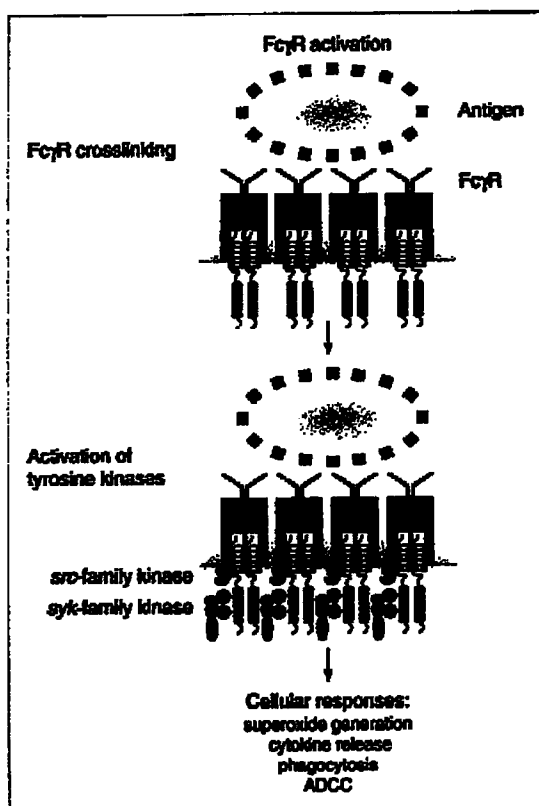 FcγR activation
Antigen
FcγR crosslinking
FcγR
Activation of
tyrosine kinases
src-family kinase
syk-family kinase
Cellular responses:
superoxide generation
cytokine release
phagocytosis
ADCC